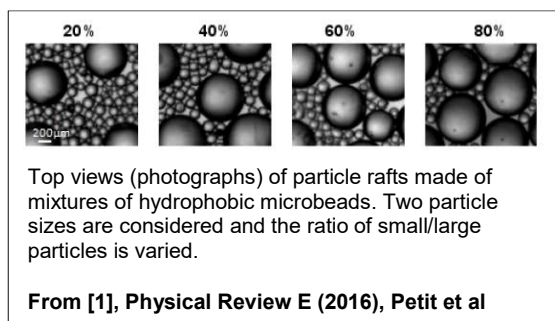 20% 40% 60% 80%
200µm
Top views (photographs) of particle rafts made of
mixtures of hydrophobic microbeads. Two particle
sizes are considered and the ratio of small/large
particles is varied.
From [1], Physical Review E (2016), Petit et al